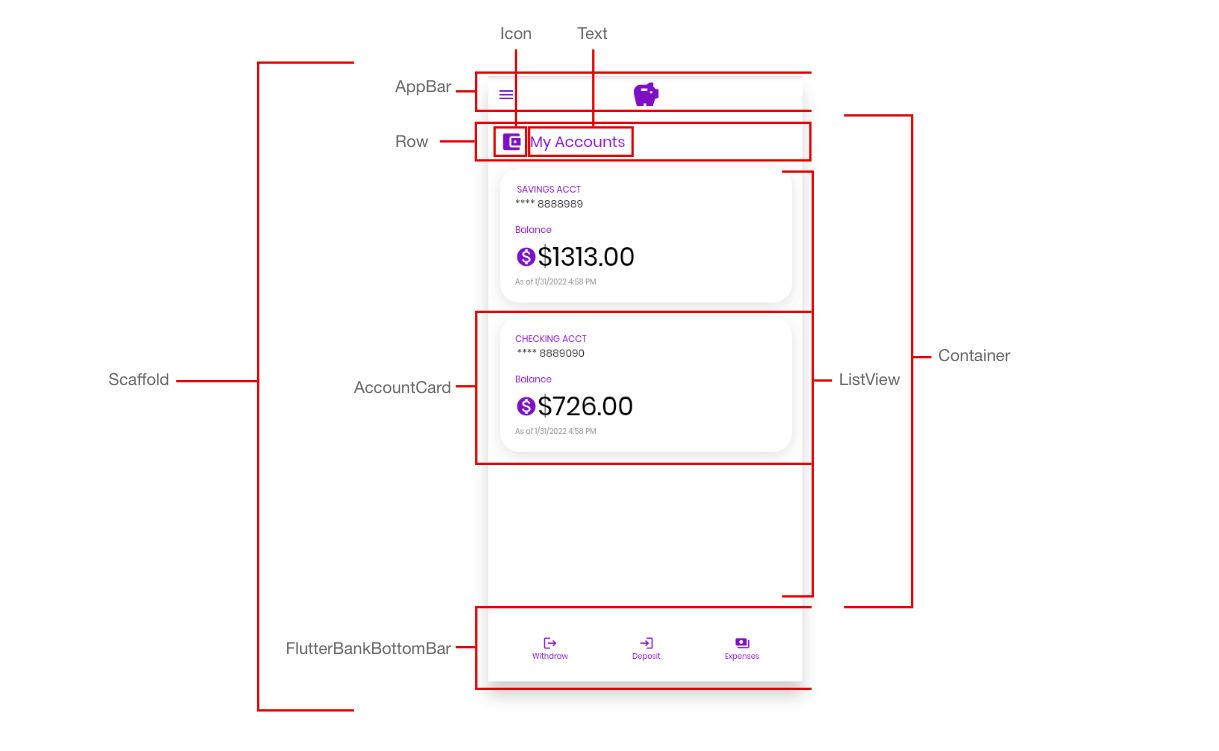 Icon Text
AppBar
Row
My Accounts
SAVINGS ACCT
**** 8888989
Balance
$1313.00
As of 1/31/2022 4:58 PM
CHECKING ACCT
**** 8889090
Balance
$726.00
As of 1/31/2022 4:58 PM
Scaffold
AccountCard
ListView
Container
FlutterBankBottomBar
Withdraw Deposit Expenses